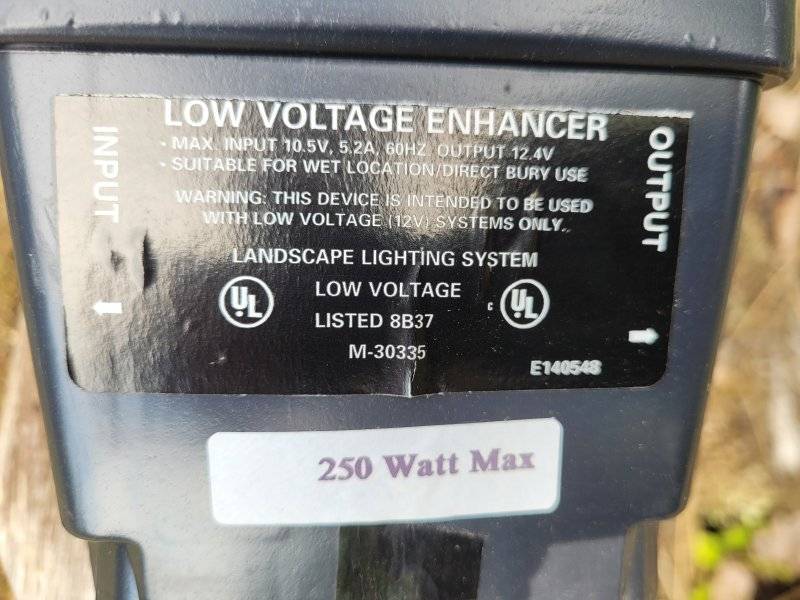 LOW VOLTAGE ENHANCER
• MAX. INPUT 10.5V, 5.2A, 60HZ OUTPUT 12.4V
• SUITABLE FOR WET LOCATION/DIRECT BURY USE
WARNING: THIS DEVICE IS INTENDED TO BE USED
WITH LOW VOLTAGE (12V) SYSTEMS ONLY.
INPUT
OUTPUT
LANDSCAPE LIGHTING SYSTEM
UL
LOW VOLTAGE
c UL
LISTED 8B37
M-30335
E140548
250 Watt Max